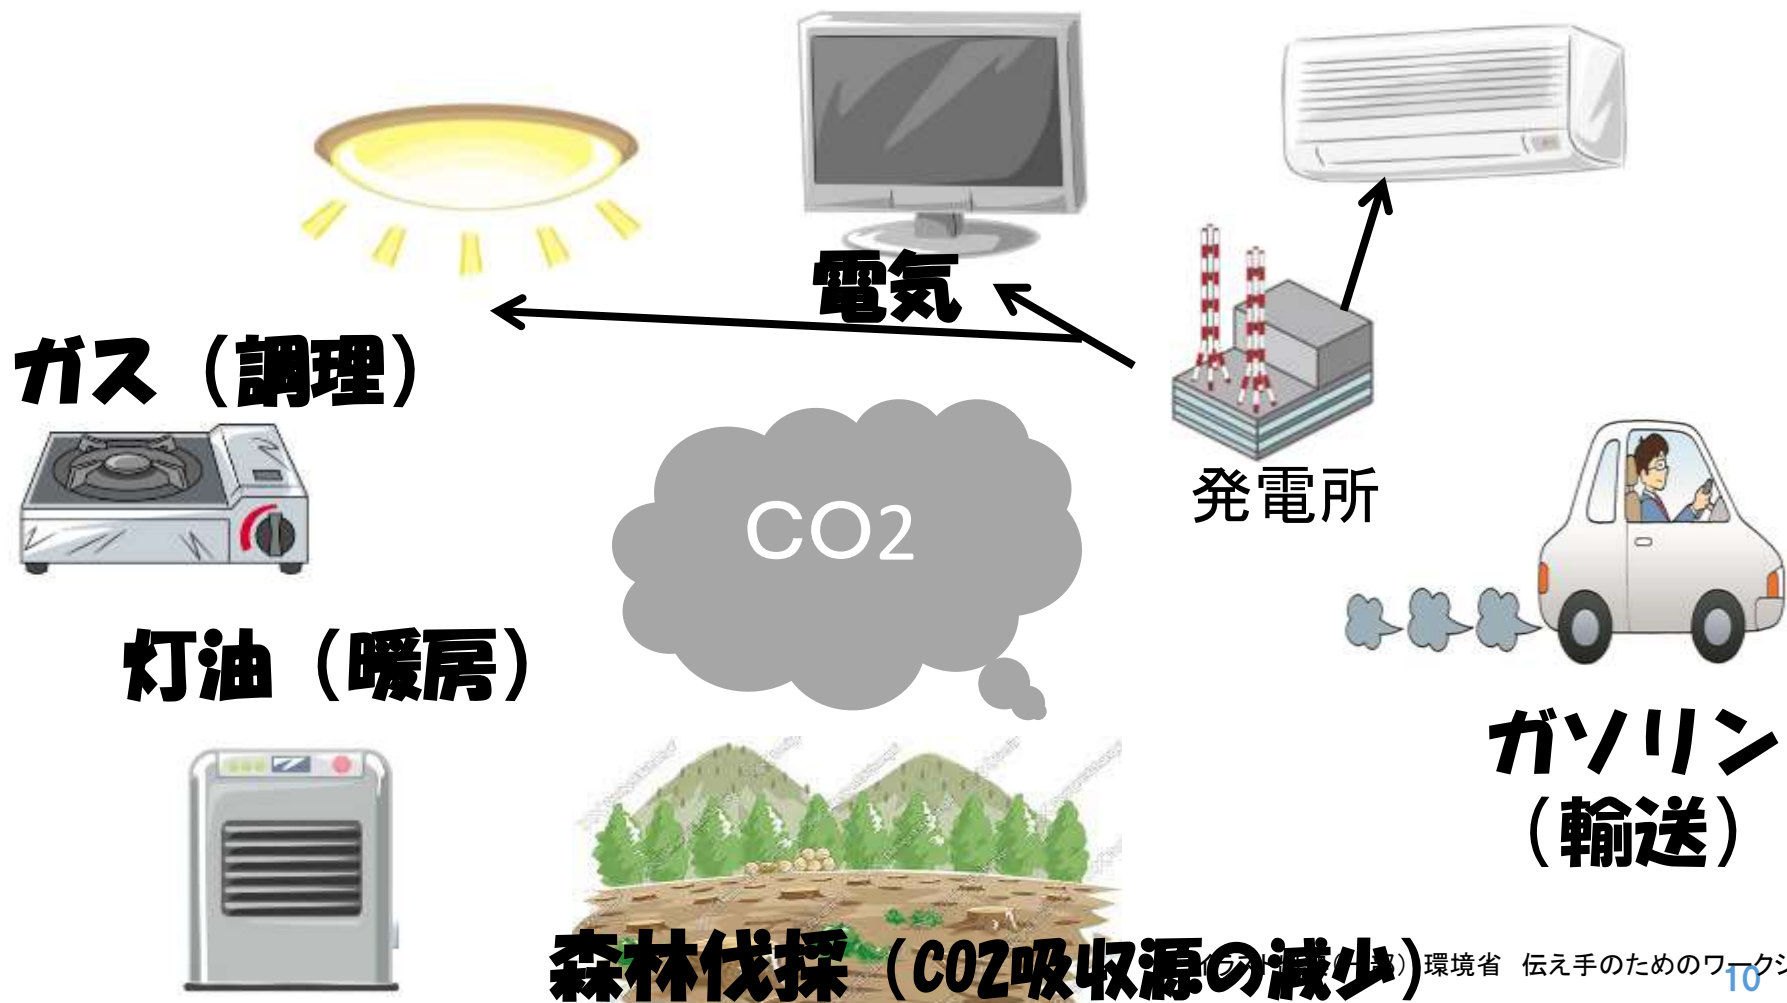 電気
ガス（調理）
発電所
CO2
灯油（暖房）
ガソリン
（輸送）
森林伐採（CO2吸収源の減少）
環境省 伝え手のためのワークシ
10